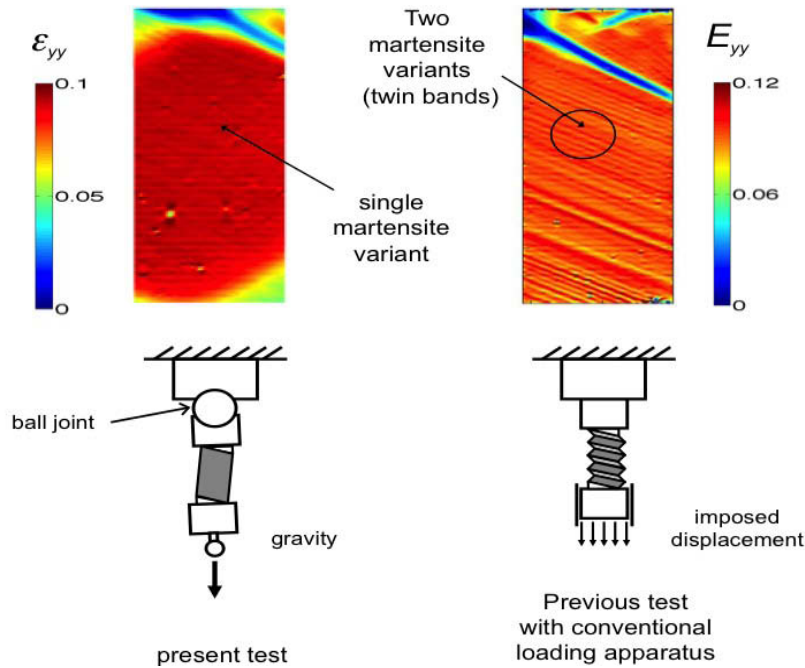 ε_yy
0.1
0.05
0
single
martensite
variant
Two
martensite
variants
(twin bands)
E_yy
0.12
0.06
0
ball joint
gravity
present test
imposed
displacement
Previous test
with conventional
loading apparatus